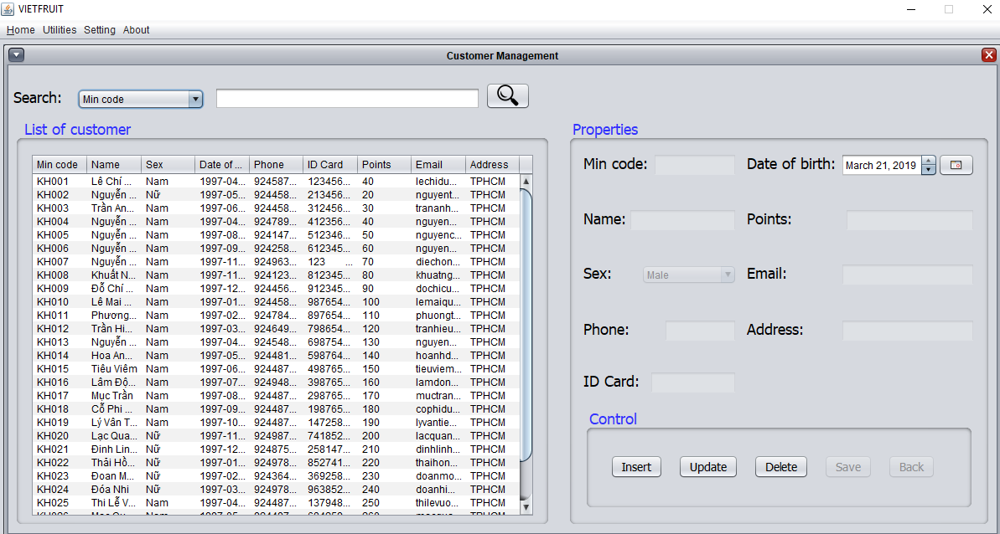 VIETFRUIT
Home Utilities Setting About
Customer Management
Search: Min code
List of customer
Min code Name Sex Date of ... Phone ID Card Points Email Address
KH001 Lê Chí ... Nam 1997-04... 924587... 123456... 40 lechidu... TPHCM
KH002 Nguyễn ... Nữ 1997-05... 924458... 213456... 20 nguyent... TPHCM
KH003 Trần An... Nam 1997-06... 924458... 312456... 30 trananh... TPHCM
KH004 Nguyễn ... Nam 1997-04... 924789... 412356... 40 nguyen... TPHCM
KH005 Nguyễn ... Nam 1997-08... 924147... 512346... 50 nguyenc... TPHCM
KH006 Nguyễn ... Nam 1997-09... 924258... 612345... 60 nguyen... TPHCM
KH007 Nguyễn ... Nam 1997-11... 924963... 123 ... 70 diechon... TPHCM
KH008 Khuất N... Nam 1997-11... 924123... 812345... 80 khuatng... TPHCM
KH009 Đỗ Chí ... Nam 1997-12... 924456... 912345... 90 dochicu... TPHCM
KH010 Lê Mai ... Nam 1997-01... 924458... 987654... 100 lemaiqu... TPHCM
KH011 Phương... Nam 1997-02... 924784... 897654... 110 phuongt... TPHCM
KH012 Trần Hi... Nam 1997-03... 924649... 798654... 120 tranhieu... TPHCM
KH013 Nguyễn ... Nam 1997-04... 924548... 698754... 130 nguyen... TPHCM
KH014 Hoa An... Nam 1997-05... 924481... 598764... 140 hoanhd... TPHCM
KH015 Tiêu Viêm Nam 1997-06... 924487... 498765... 150 tieuviem... TPHCM
KH016 Lâm Độ... Nam 1997-07... 924948... 398765... 160 lamdon... TPHCM
KH017 Mục Trần Nam 1997-08... 924487... 298765... 170 muctran... TPHCM
KH018 Cổ Phi ... Nam 1997-09... 924487... 198765... 180 cophidu... TPHCM
KH019 Lý Vân T... Nam 1997-10... 924487... 147258... 190 lyvantie... TPHCM
KH020 Lạc Qua... Nữ 1997-11... 924987... 741852... 200 lacquan... TPHCM
KH021 Đinh Lin... Nữ 1997-12... 924875... 258147... 210 dinhlinh... TPHCM
KH022 Thải Hồ... Nữ 1997-01... 924978... 852741... 220 thaihon... TPHCM
KH023 Đoan M... Nữ 1997-02... 924364... 369258... 230 doanmo... TPHCM
KH024 Đóa Nhi Nữ 1997-03... 924978... 963852... 240 doanhi... TPHCM
KH025 Thi Lễ V... Nam 1997-04... 924487... 137948... 250 thilevuo... TPHCM
Properties
Min code: Date of birth: March 21, 2019
Name: Points:
Sex: Male Email:
Phone: Address:
ID Card:
Control
Insert Update Delete Save Back